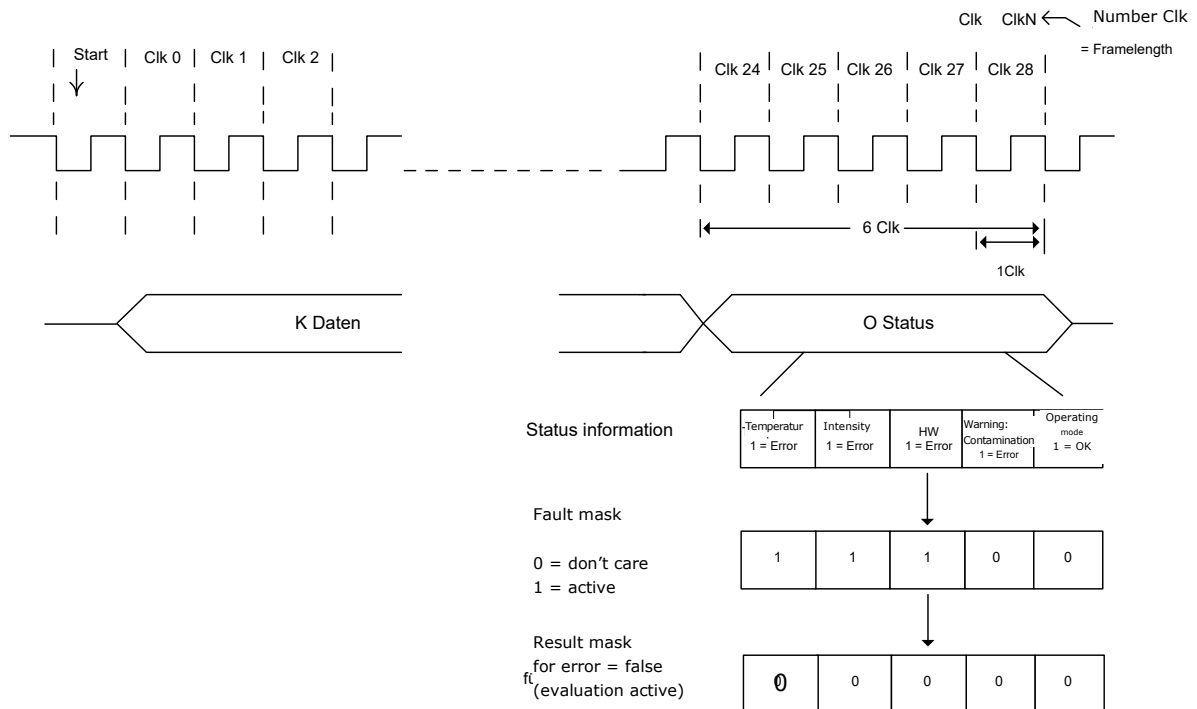 Clk ClkN Number Clk
= Framelength
Start Clk 0 Clk 1 Clk 2 Clk 24 Clk 25 Clk 26 Clk 27 Clk 28
6 Clk
1Clk
K Daten O Status
Status information
-Temperatur
1 = Error
Intensity
1 = Error
HW
1 = Error
Warning:
Contamination
1 = Error
Operating
mode
1 = OK
Fault mask
0 = don't care
1 = active
1 1 1 0 0
Result mask
for error = false
(evaluation active)
0 0 0 0 0